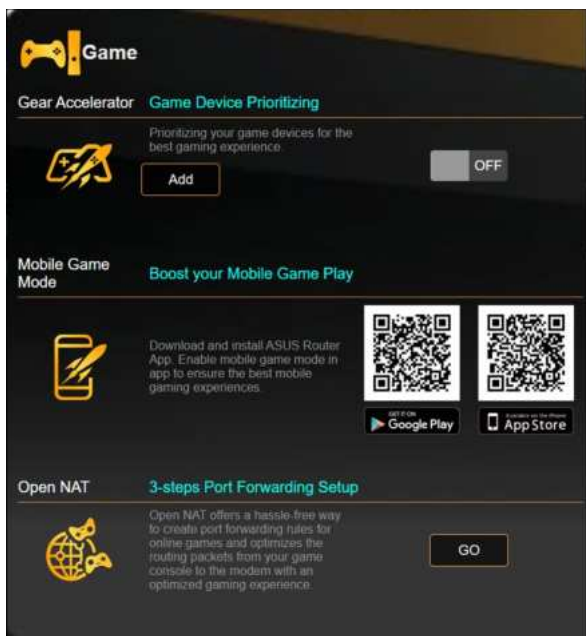 Game
Gear Accelerator Game Device Prioritizing
Prioritizing your game devices for the
best gaming experience.
Add
OFF
Mobile Game
Mode
Boost your Mobile Game Play
Download and install ASUS Router
App. Enable mobile game mode in
app to ensure the best mobile
gaming experiences.
GET IT ON
Google Play
Available on the iPhone
App Store
Open NAT 3-steps Port Forwarding Setup
Open NAT offers a hassle-free way
to create port forwarding rules for
online games and optimizes the
routing packets from your game
console to the modem with an
optimized gaming experience.
GO